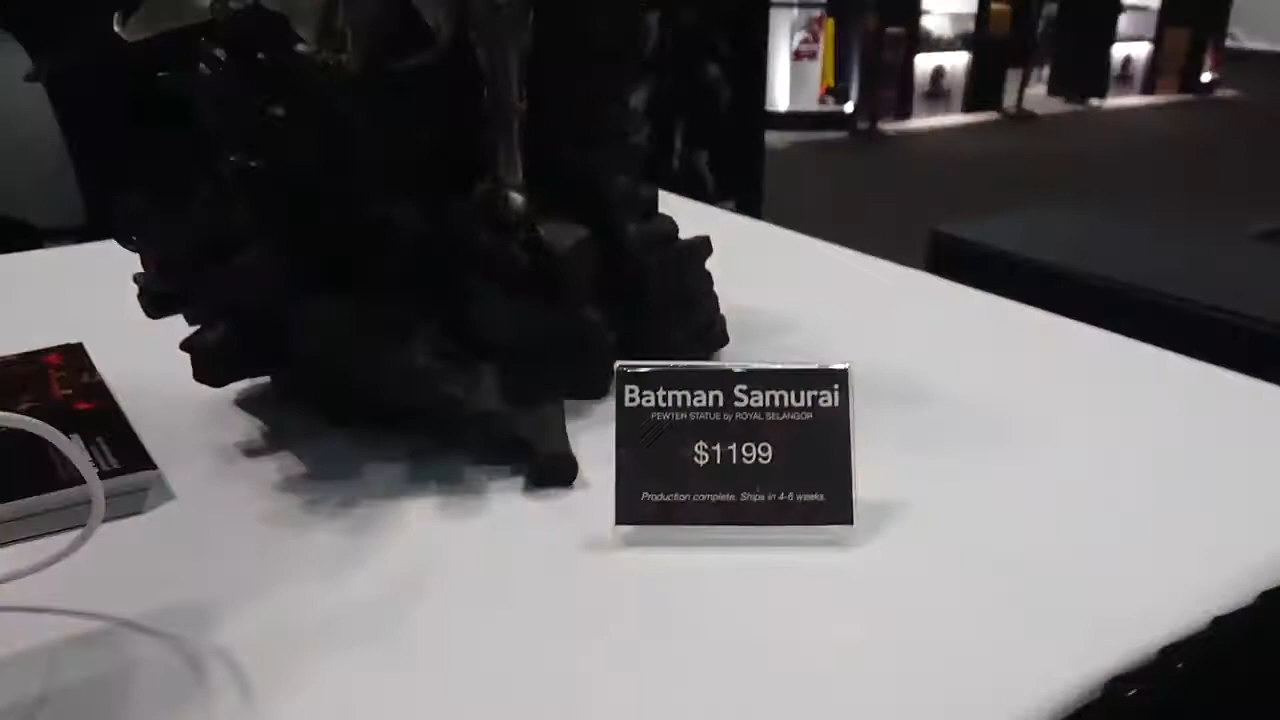 Batman Samurai
PEWTER STATUE by ROYAL SELANGOR
$1199
Production complete. Ships in 4-6 weeks.